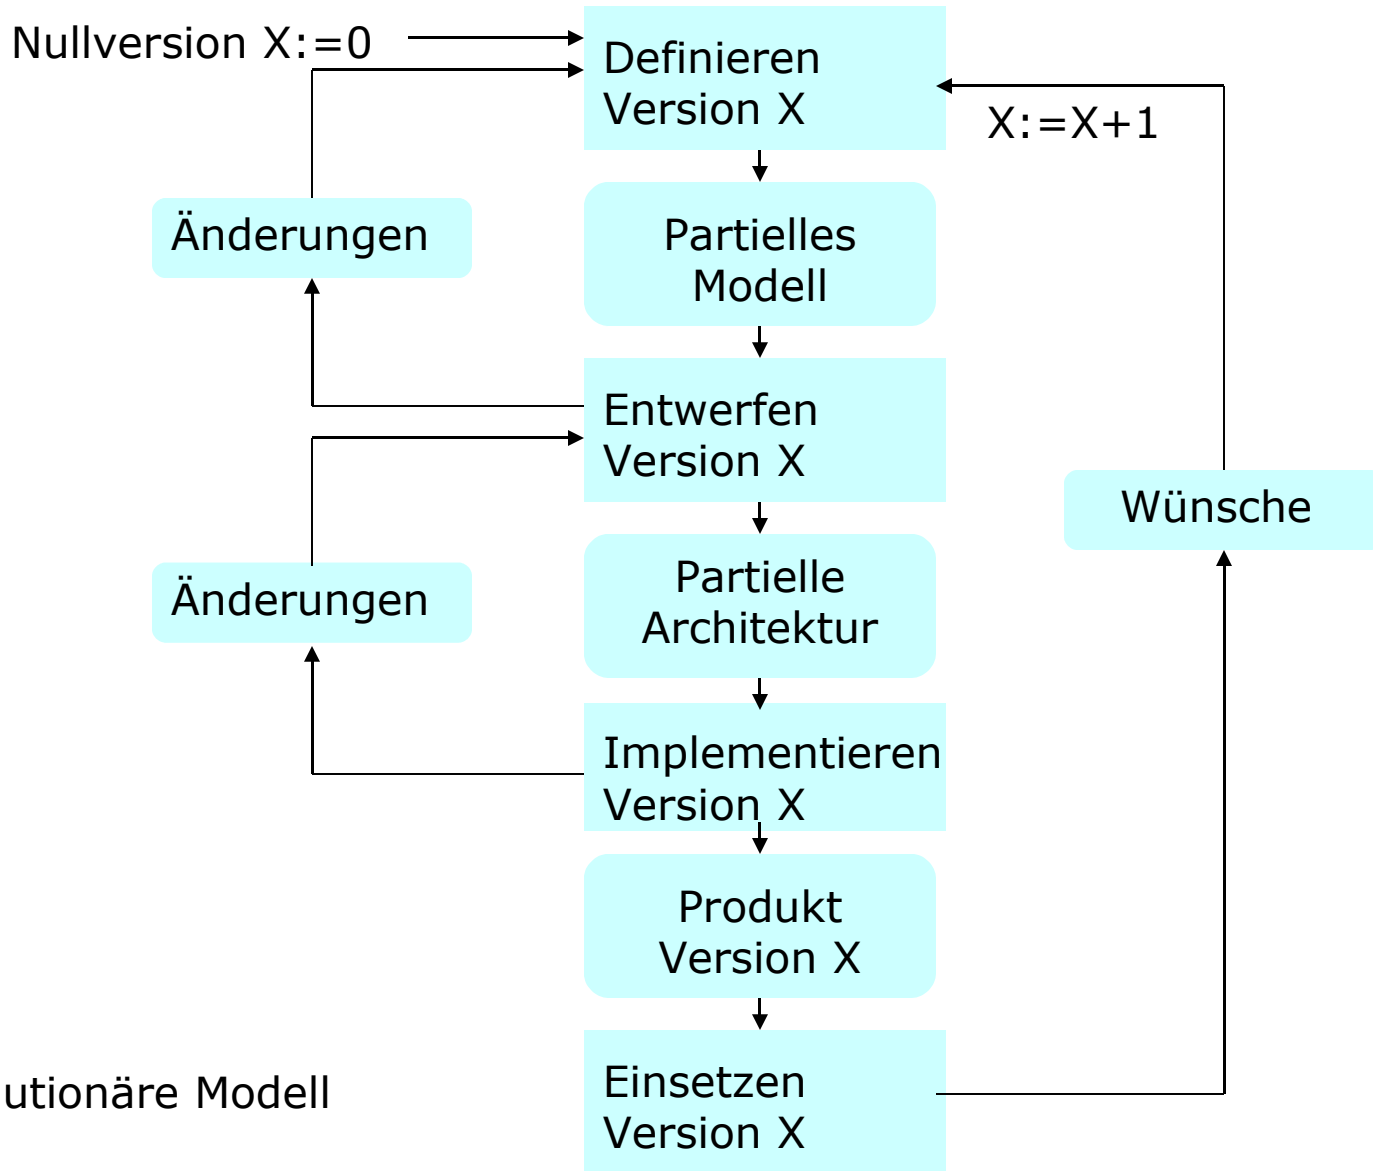 Nullversion X:=0
Definieren
Version X
X:=X+1
Änderungen
Partielles
Modell
Entwerfen
Version X
Wünsche
Änderungen
Partielle
Architektur
Implementieren
Version X
Produkt
Version X
utionäre Modell
Einsetzen
Version X